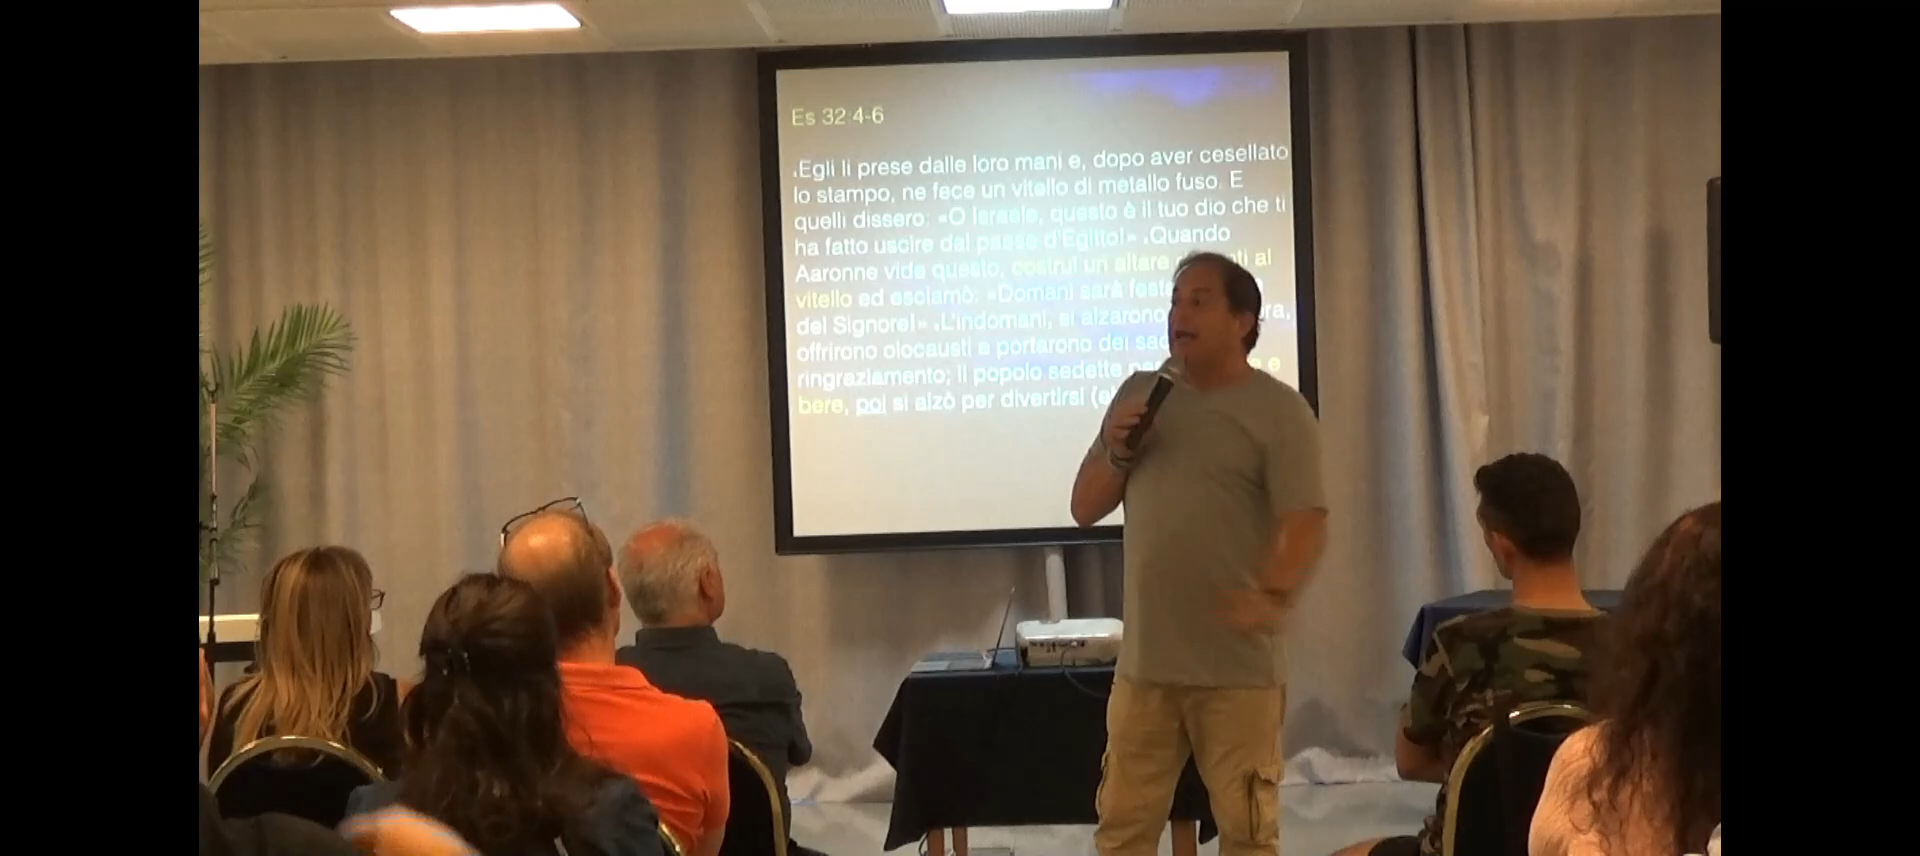 Es 32:4-6
.Egli li prese dalle loro mani e, dopo aver cesellato
lo stampo, ne fece un vitello di metallo fuso. E
quelli dissero: «O Israele, questo è il tuo dio che ti
ha fatto uscire dal paese d'Egitto!» .Quando
Aaronne vide questo, costruì un altare al
vitello ed esclamò: «Domani sarà festa
del Signore!» .L'indomani, si alzarono
offrirono olocausti e portarono dei
ringraziamento; il popolo sedette e
bere, poi si alzò per divertirsi